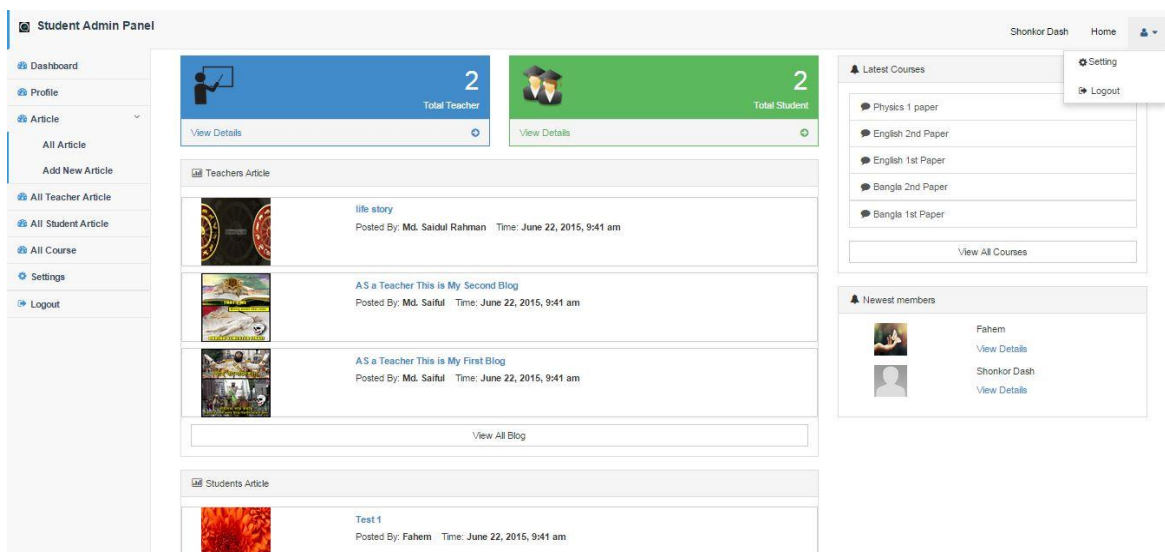 Student Admin Panel
Shonkor Dash Home
Setting
Logout
Dashboard
Profile
Article
All Article
Add New Article
All Teacher Article
All Student Article
All Course
Settings
Logout
2
Total Teacher
View Details
2
Total Student
View Details
Teachers Article
life story
Posted By: Md. Saidul Rahman Time: June 22, 2015, 9:41 am
AS a Teacher This is My Second Blog
Posted By: Md. Saiful Time: June 22, 2015, 9:41 am
AS a Teacher This is My First Blog
Posted By: Md. Saiful Time: June 22, 2015, 9:41 am
View All Blog
Students Article
Test 1
Posted By: Fahem Time: June 22, 2015, 9:41 am
Latest Courses
Physics 1 paper
English 2nd Paper
English 1st Paper
Bangla 2nd Paper
Bangla 1st Paper
View All Courses
Newest members
Fahem
View Details
Shonkor Dash
View Details